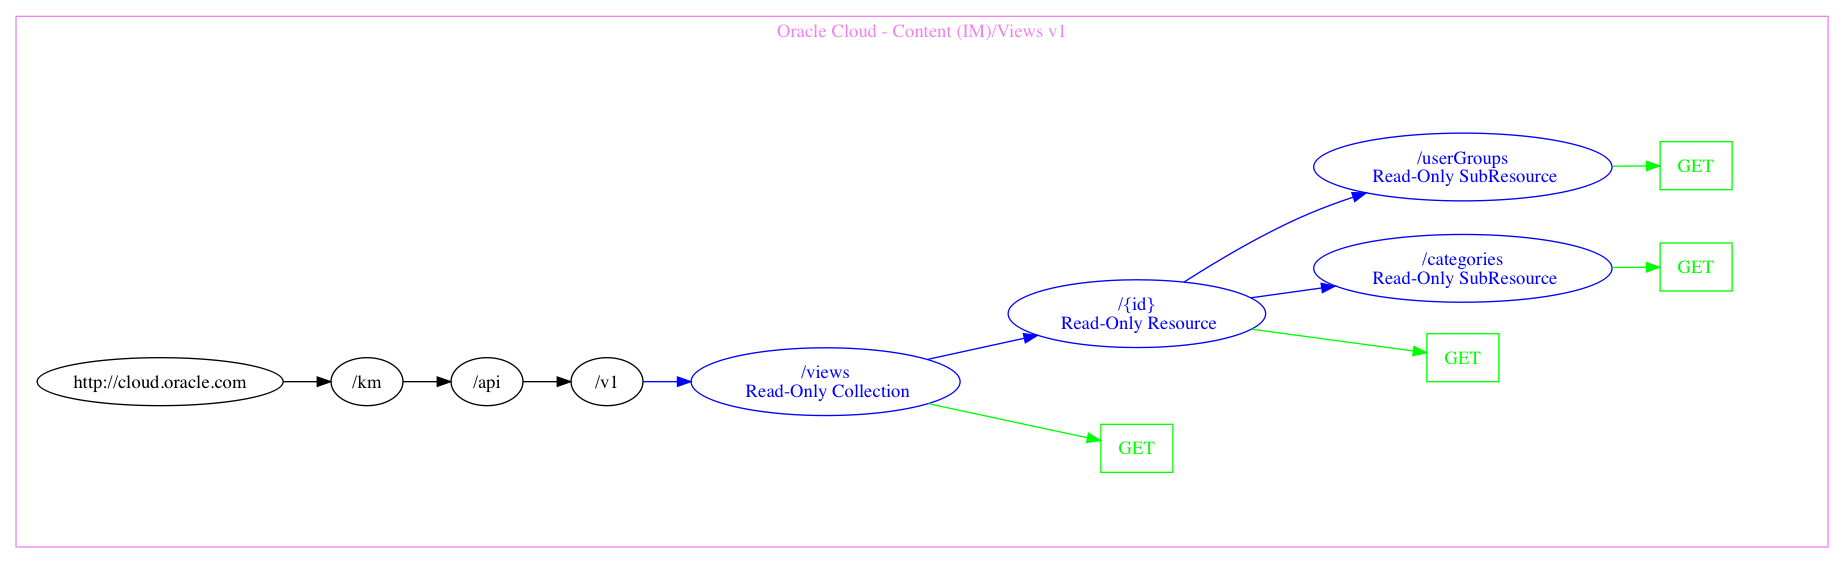 Oracle Cloud - Content (IM)/Views v1
http://cloud.oracle.com
/km
/api
/v1
/views
Read-Only Collection
GET
/{id}
Read-Only Resource
GET
/categories
Read-Only SubResource
GET
/userGroups
Read-Only SubResource
GET